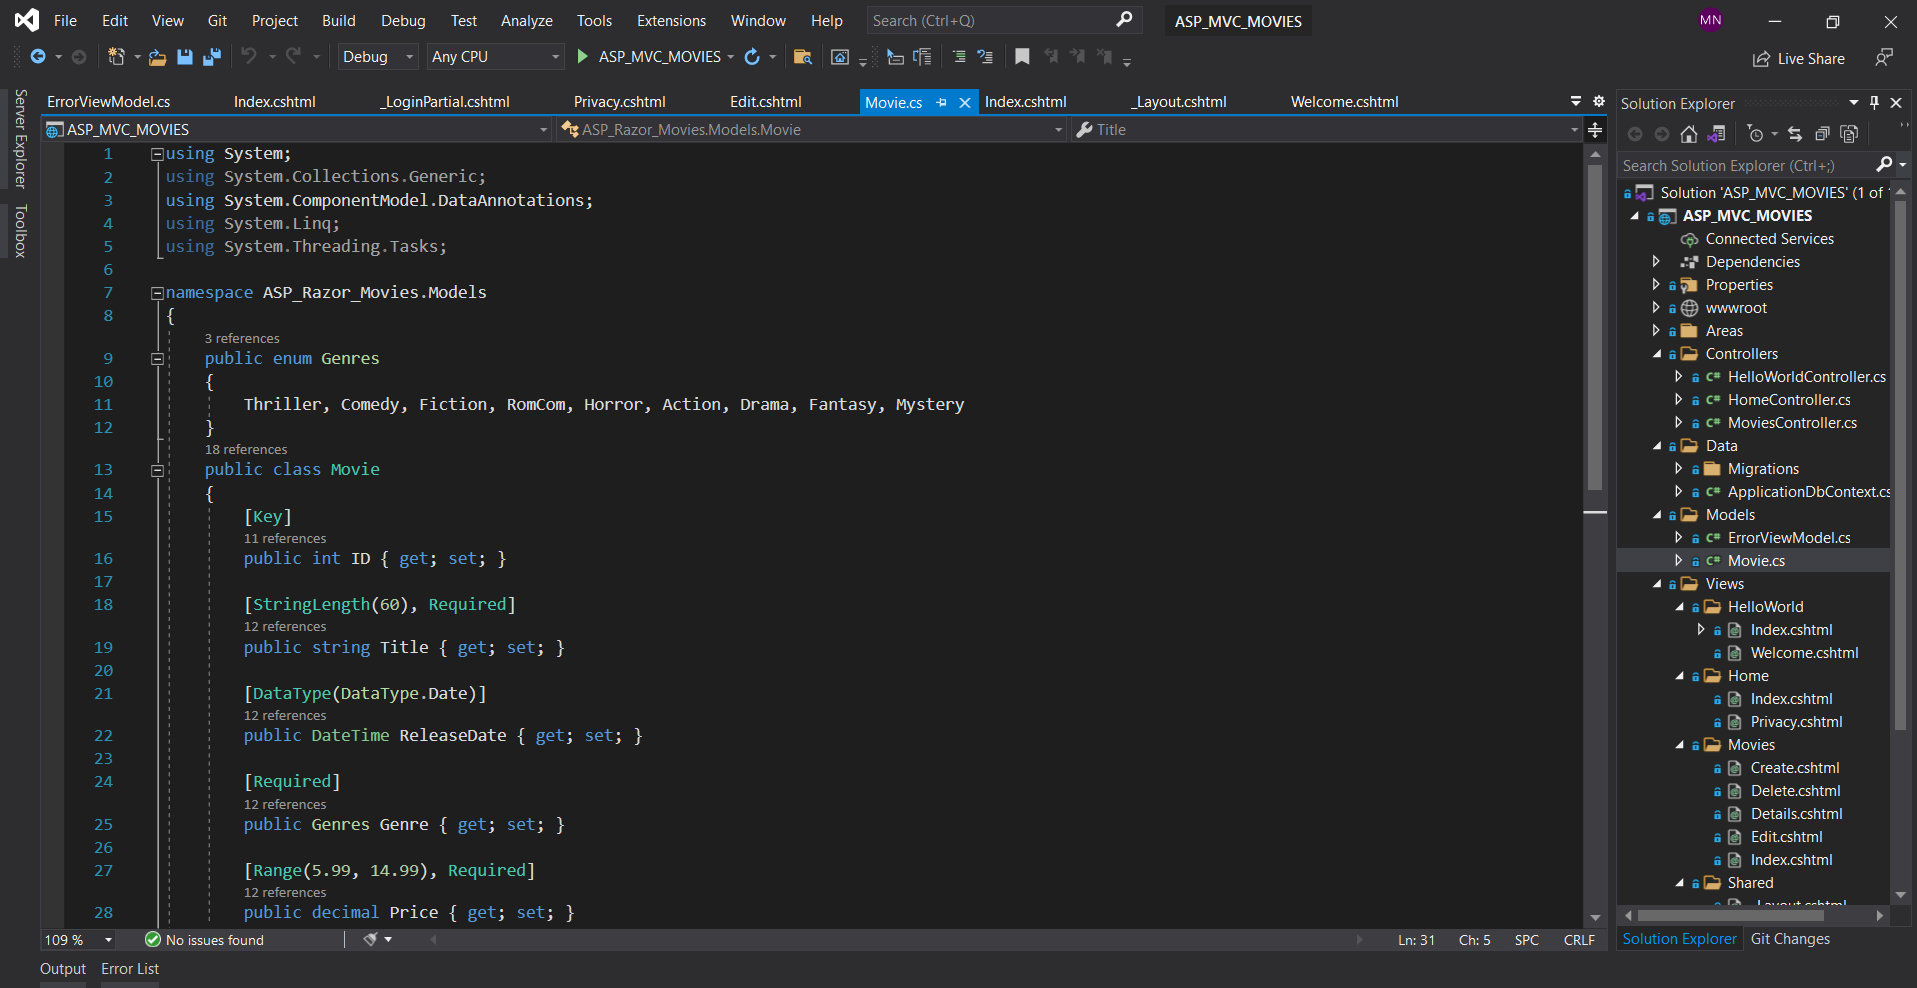 File Edit View Git Project Build Debug Test Analyze Tools Extensions Window Help Search (Ctrl+Q) ASP_MVC_MOVIES MN
Debug Any CPU ASP_MVC_MOVIES Live Share
Server Explorer
Toolbox
ErrorViewModel.cs Index.cshtml _LoginPartial.cshtml Privacy.cshtml Edit.cshtml Movie.cs Index.cshtml _Layout.cshtml Welcome.cshtml
ASP_MVC_MOVIES ASP_Razor_Movies.Models.Movie Title
1 using System;
2 using System.Collections.Generic;
3 using System.ComponentModel.DataAnnotations;
4 using System.Linq;
5 using System.Threading.Tasks;
6
7 namespace ASP_Razor_Movies.Models
8 {
3 references
9 public enum Genres
10 {
11 Thriller, Comedy, Fiction, RomCom, Horror, Action, Drama, Fantasy, Mystery
12 }
18 references
13 public class Movie
14 {
15 [Key]
11 references
16 public int ID { get; set; }
17
18 [StringLength(60), Required]
12 references
19 public string Title { get; set; }
20
21 [DataType(DataType.Date)]
12 references
22 public DateTime ReleaseDate { get; set; }
23
24 [Required]
12 references
25 public Genres Genre { get; set; }
26
27 [Range(5.99, 14.99), Required]
12 references
28 public decimal Price { get; set; }
109 % No issues found Ln: 31 Ch: 5 SPC CRLF
Output Error List
Solution Explorer
Search Solution Explorer (Ctrl+;)
Solution 'ASP_MVC_MOVIES' (1 of
ASP_MVC_MOVIES
Connected Services
Dependencies
Properties
wwwroot
Areas
Controllers
C# HelloWorldController.cs
C# HomeController.cs
C# MoviesController.cs
Data
Migrations
C# ApplicationDbContext.cs
Models
C# ErrorViewModel.cs
C# Movie.cs
Views
HelloWorld
Index.cshtml
Welcome.cshtml
Home
Index.cshtml
Privacy.cshtml
Movies
Create.cshtml
Delete.cshtml
Details.cshtml
Edit.cshtml
Index.cshtml
Shared
_Layout.cshtml
Solution Explorer Git Changes